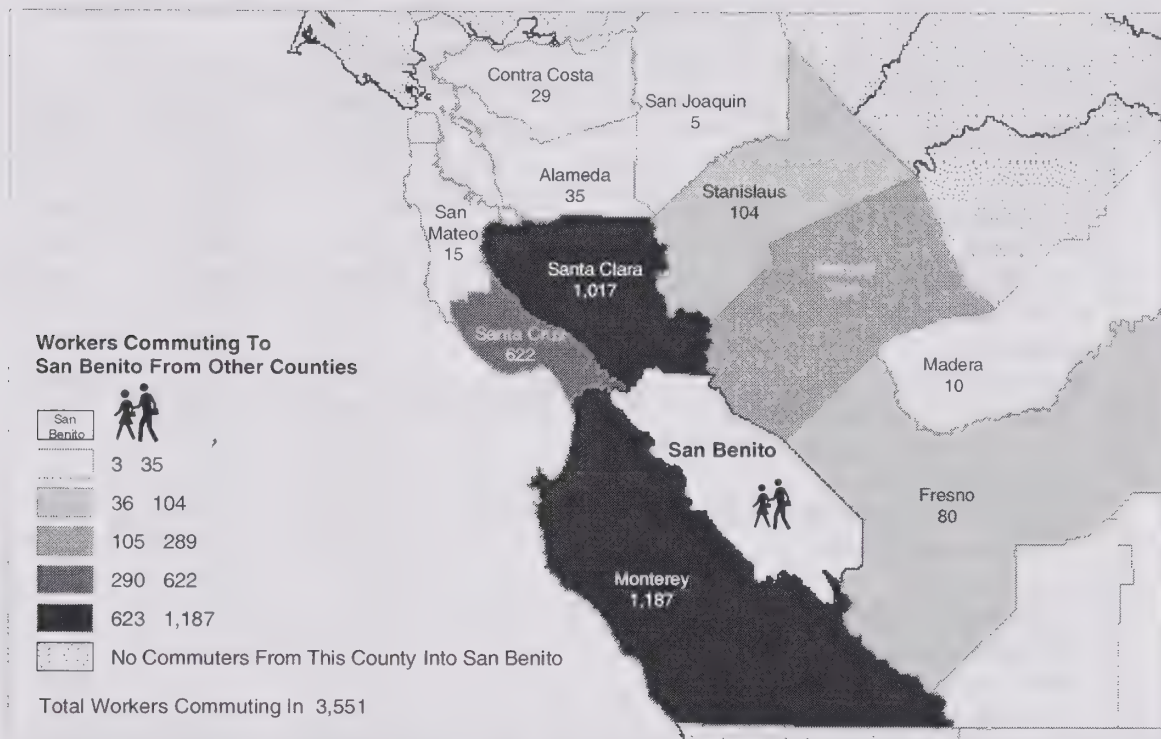 Contra Costa
29
San Joaquin
5
Alameda
35
Stanislaus
104
San
Mateo
15
Santa Clara
1,017
Santa Cruz
622
Madera
10
San Benito
Fresno
80
Monterey
1,187
Workers Commuting To
San Benito From Other Counties
San
Benito
3 35
36 104
105 289
290 622
623 1,187
No Commuters From This County Into San Benito
Total Workers Commuting In 3,551